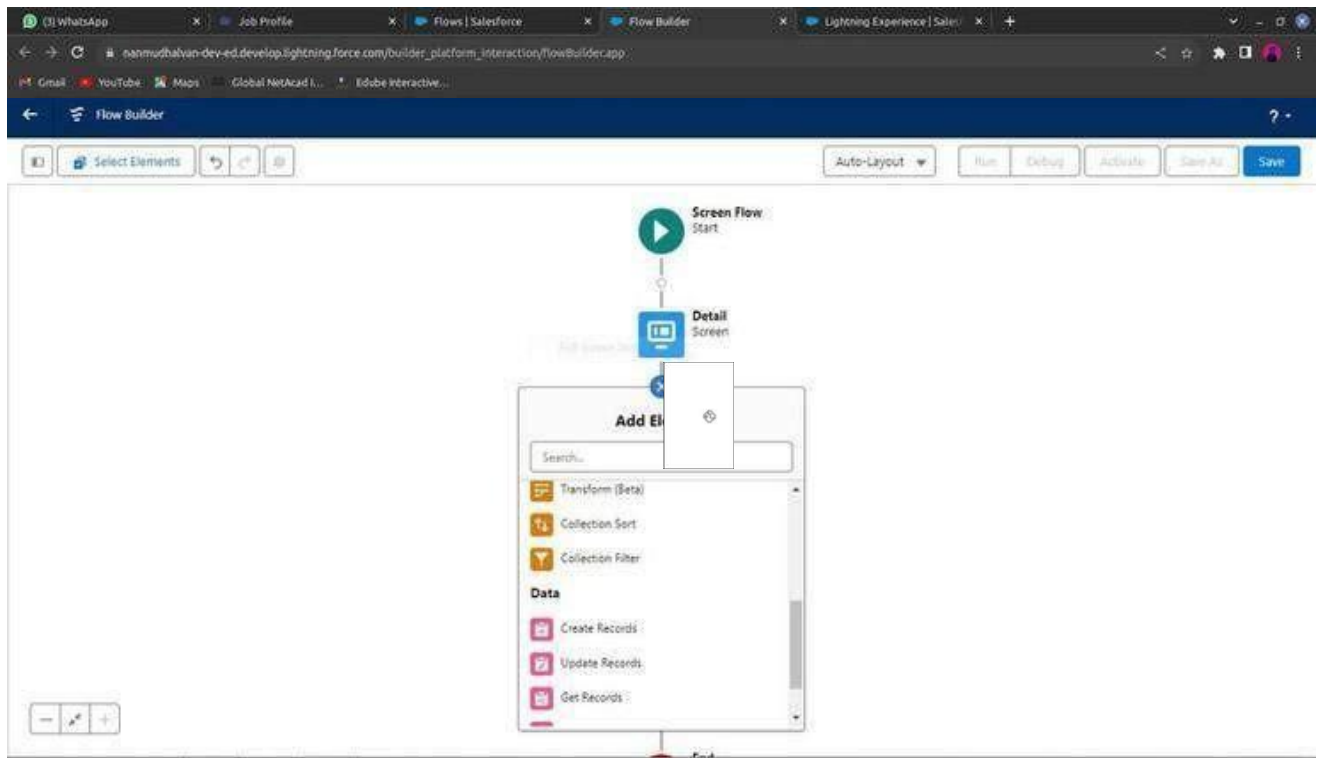 (3) WhatsApp
Job Profile
Flows | Salesforce
Flow Builder
Lightning Experience | Sales
nanmudhalvan-dev-ed.develop.lightning.force.com/builder_platform_interaction/flowBuilder.app
Gmail YouTube Maps Global NetAcad I... Edube Interactive...
Flow Builder
?
Select Elements
Auto-Layout Run Debug Activate Save As Save
Screen Flow
Start
Detail
Screen
Add El
Search...
Transform (Beta)
Collection Sort
Collection Filter
Data
Create Records
Update Records
Get Records
End